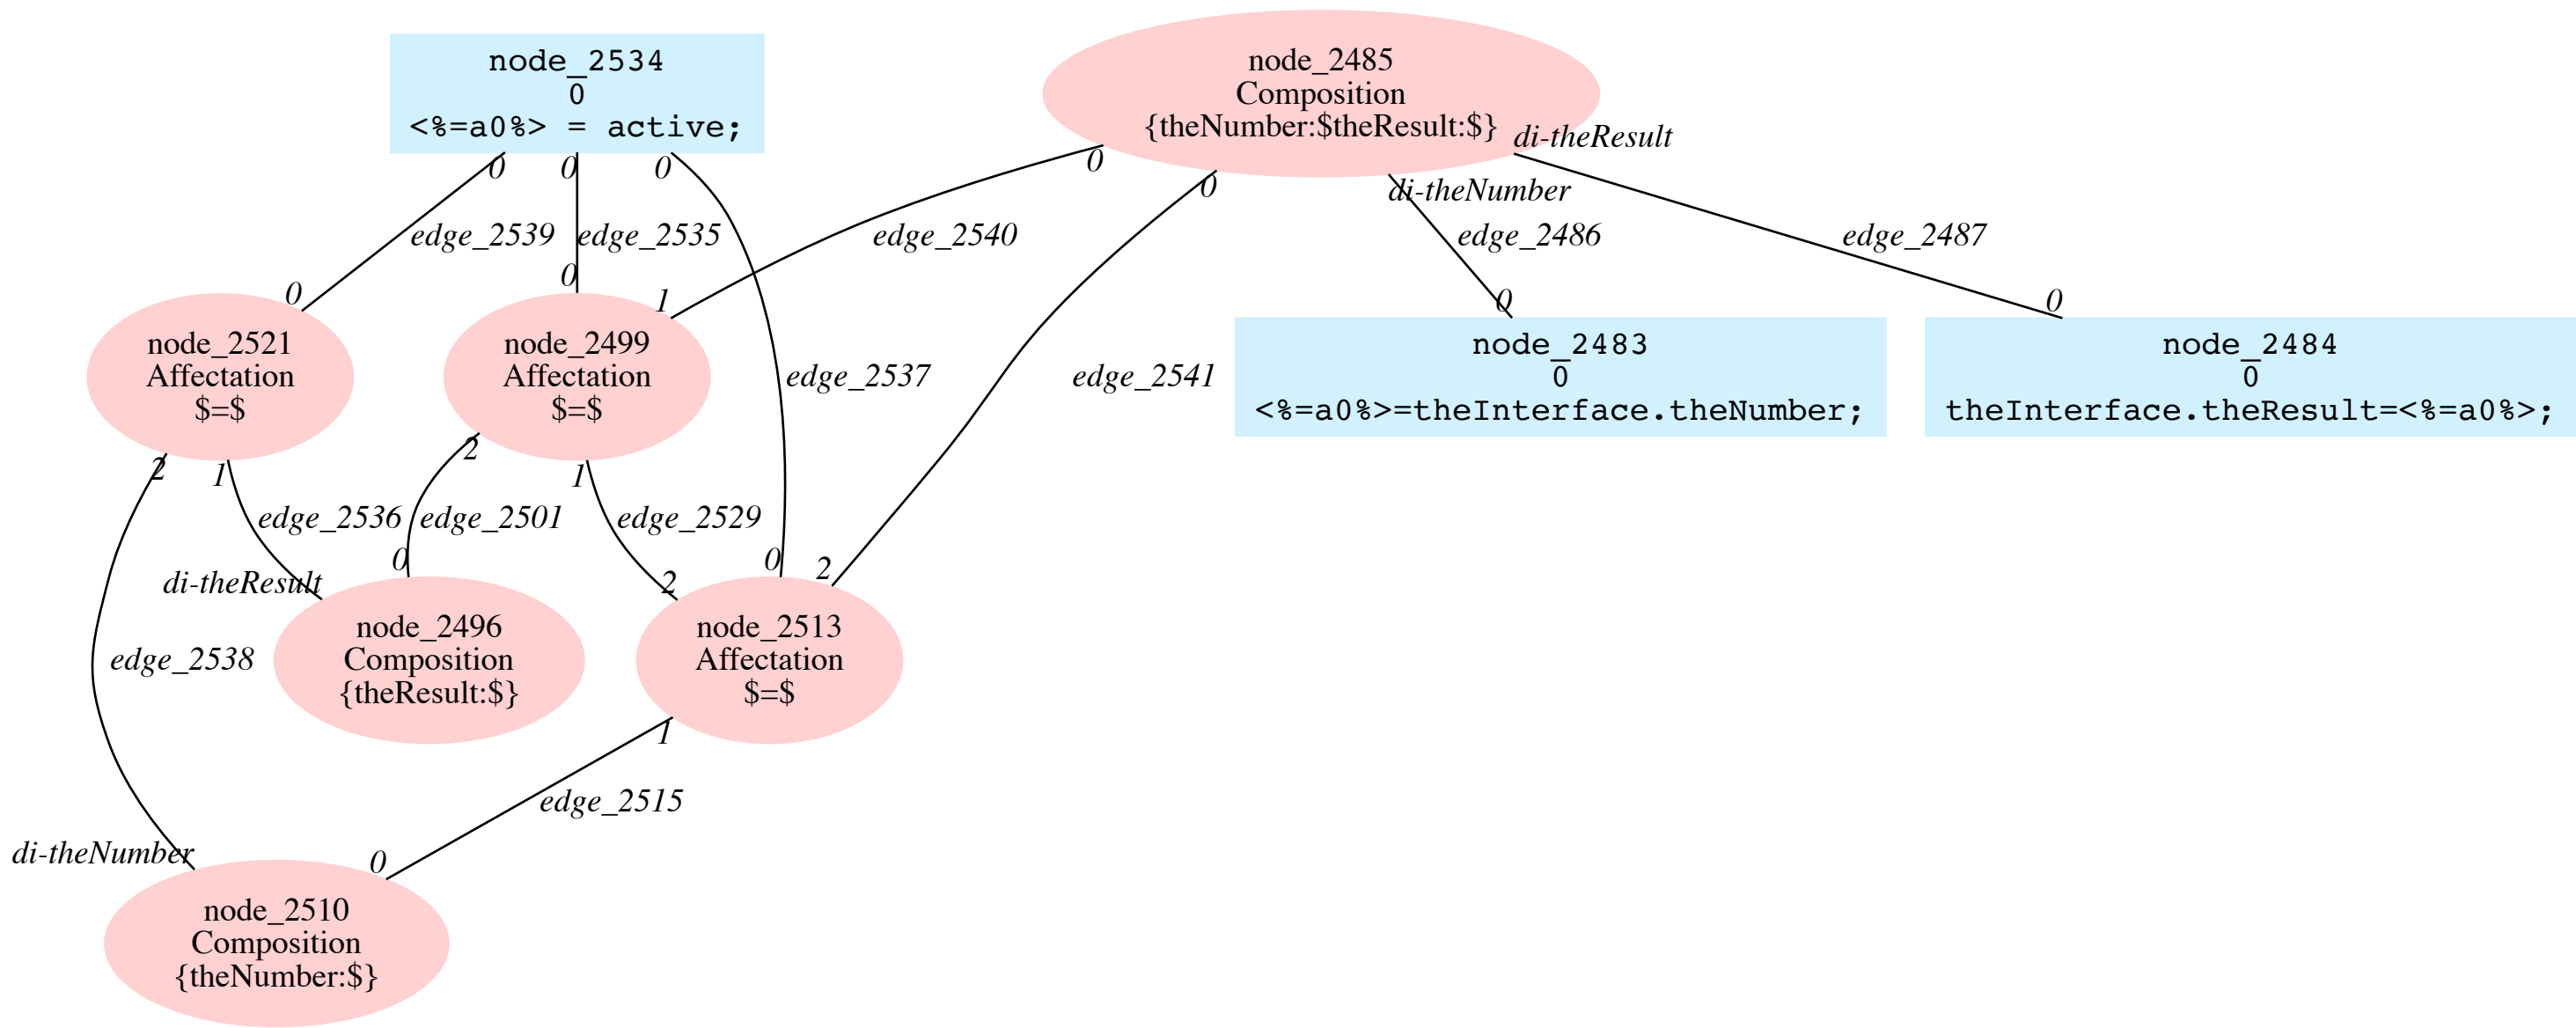 node_2534
0
<%=a0%> = active;
node_2485
Composition
{theNumber:$theResult:$}
di-theResult
0
0
0
0
0
di-theNumber
edge_2539
edge_2535
edge_2540
edge_2486
edge_2487
0
0
1
0
0
node_2521
Affectation
$=$
node_2499
Affectation
$=$
edge_2537
edge_2541
node_2483
0
<%=a0%>=theInterface.theNumber;
node_2484
0
theInterface.theResult=<%=a0%>;
2
1
2
1
edge_2536
edge_2501
edge_2529
di-theResult
0
2
0
2
edge_2538
node_2496
Composition
{theResult:$}
node_2513
Affectation
$=$
1
edge_2515
di-theNumber
0
node_2510
Composition
{theNumber:$}